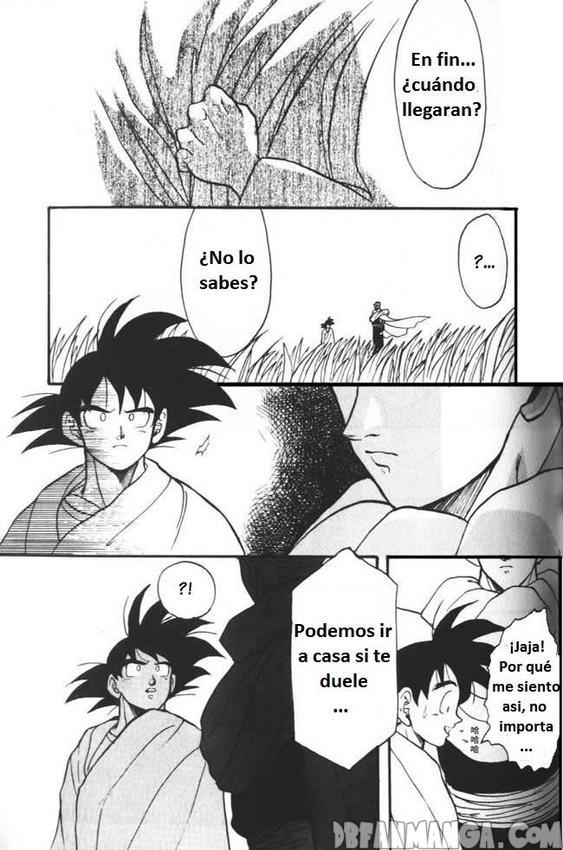 En fin...
¿cuándo
llegaran?
?...
¿No lo
sabes?
?!
Podemos ir
a casa si te
duele
...
¡Jaja!
Por qué
me siento
asi, no
importa
...
DBFANMANGA.COM